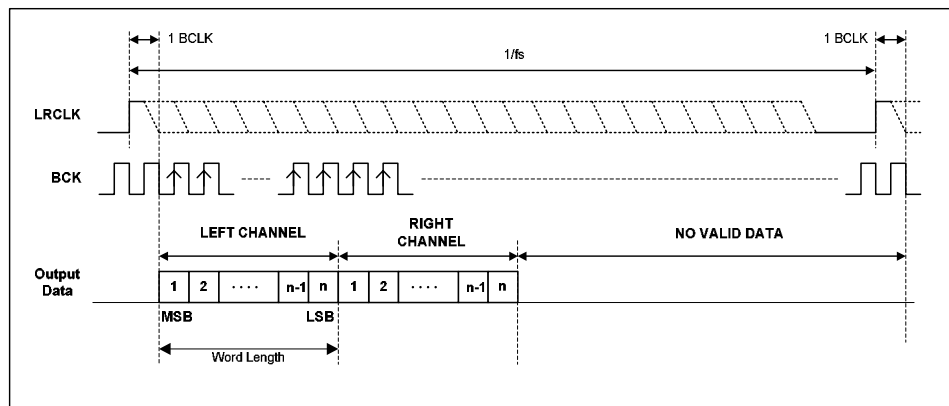 1 BCLK
1 BCLK
1/fs
LRCLK
BCK
LEFT CHANNEL
RIGHT
CHANNEL
NO VALID DATA
Output
Data
1 2 .... n-1 n 1 2 .... n-1 n
MSB
LSB
Word Length